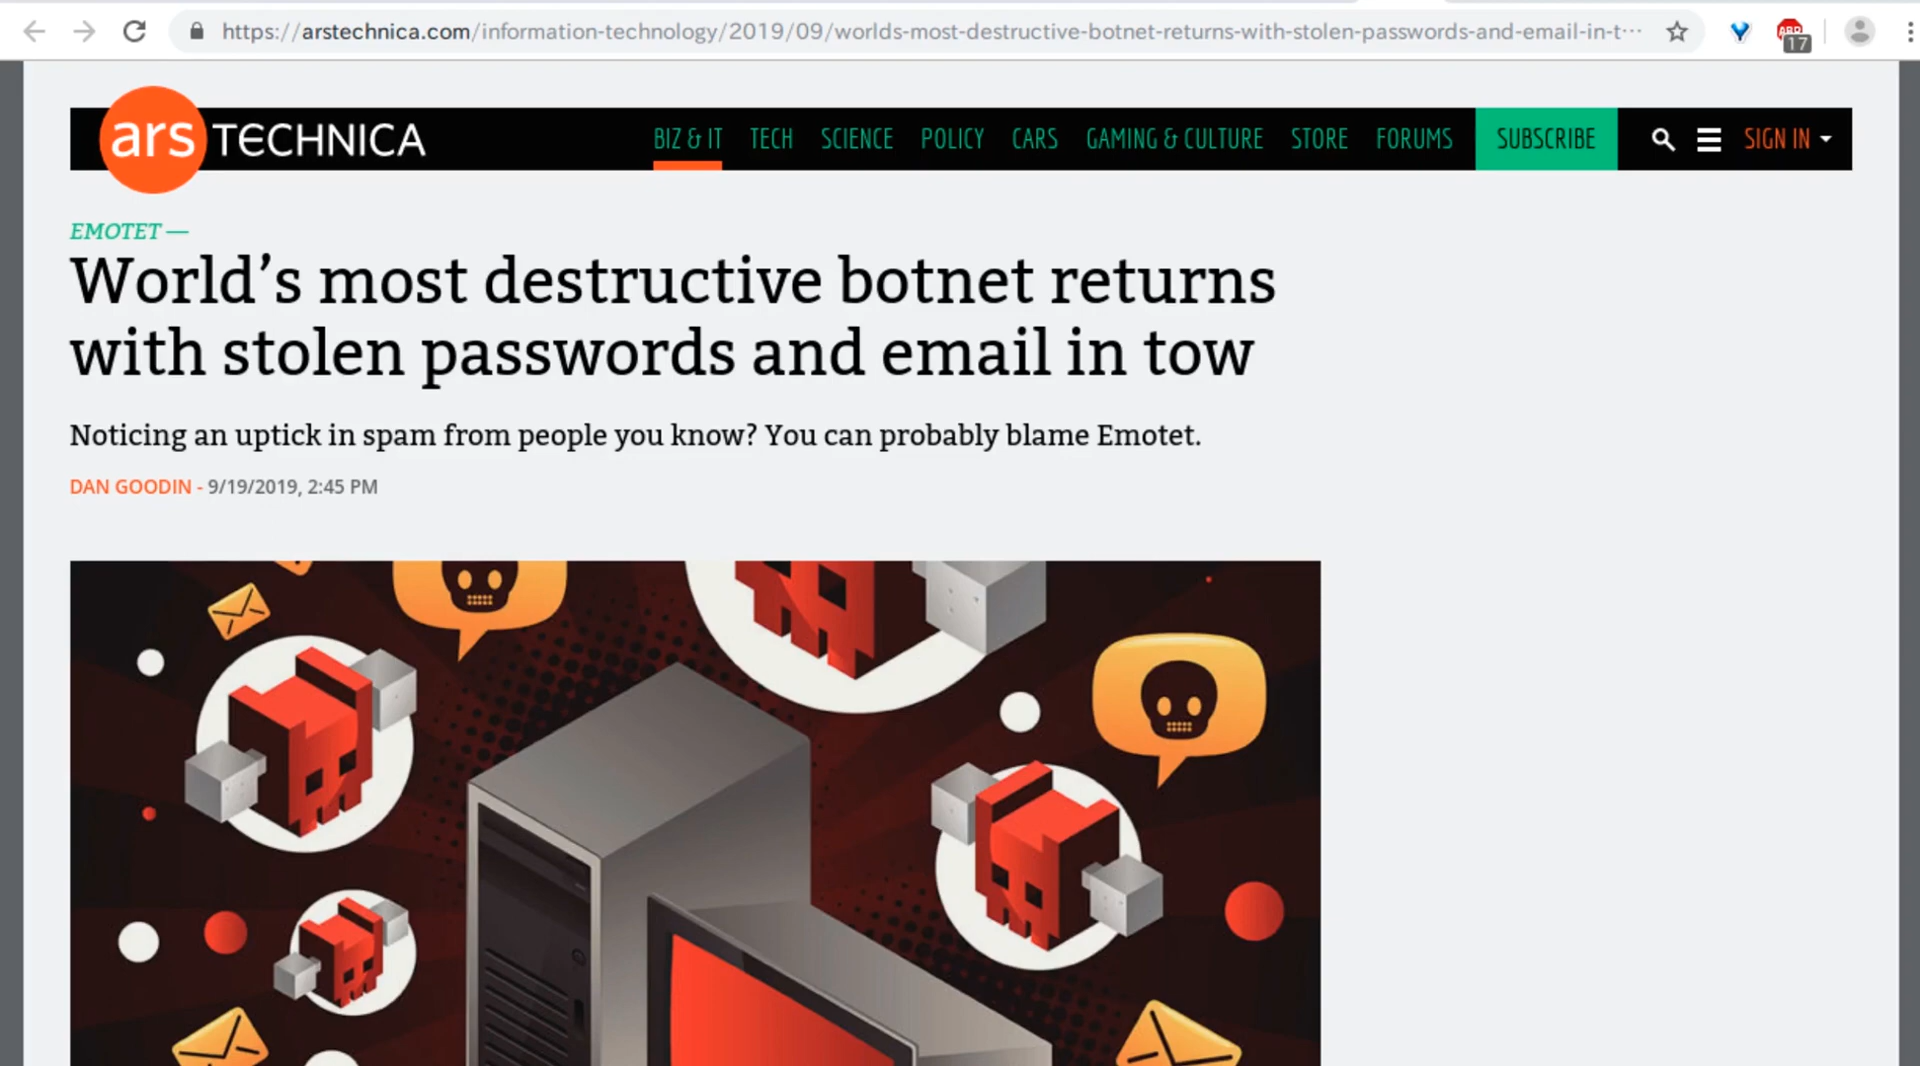 https://arstechnica.com/information-technology/2019/09/worlds-most-destructive-botnet-returns-with-stolen-passwords-and-email-in-t…
ABP
17
ars TECHNICA
BIZ & IT TECH SCIENCE POLICY CARS GAMING & CULTURE STORE FORUMS SUBSCRIBE SIGN IN
EMOTET —
World’s most destructive botnet returns
with stolen passwords and email in tow
Noticing an uptick in spam from people you know? You can probably blame Emotet.
DAN GOODIN - 9/19/2019, 2:45 PM